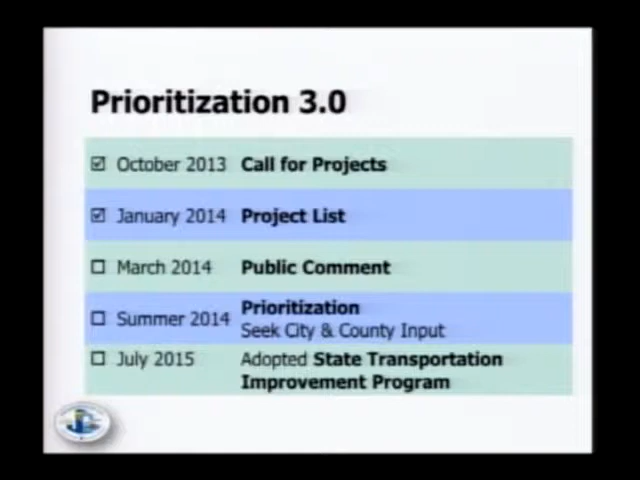 Prioritization 3.0
☑ October 2013 Call for Projects
☑ January 2014 Project List
☐ March 2014 Public Comment
☐ Summer 2014 Prioritization
Seek City & County Input
☐ July 2015 Adopted State Transportation
Improvement Program